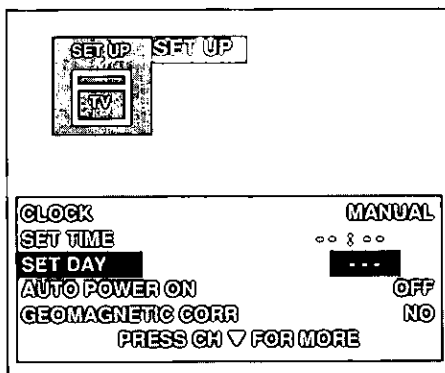 SET UP SET UP
TV
CLOCK MANUAL
SET TIME --:--
SET DAY ---
AUTO POWER ON OFF
GEOMAGNETIC CORR NO
PRESS CH ▽ FOR MORE